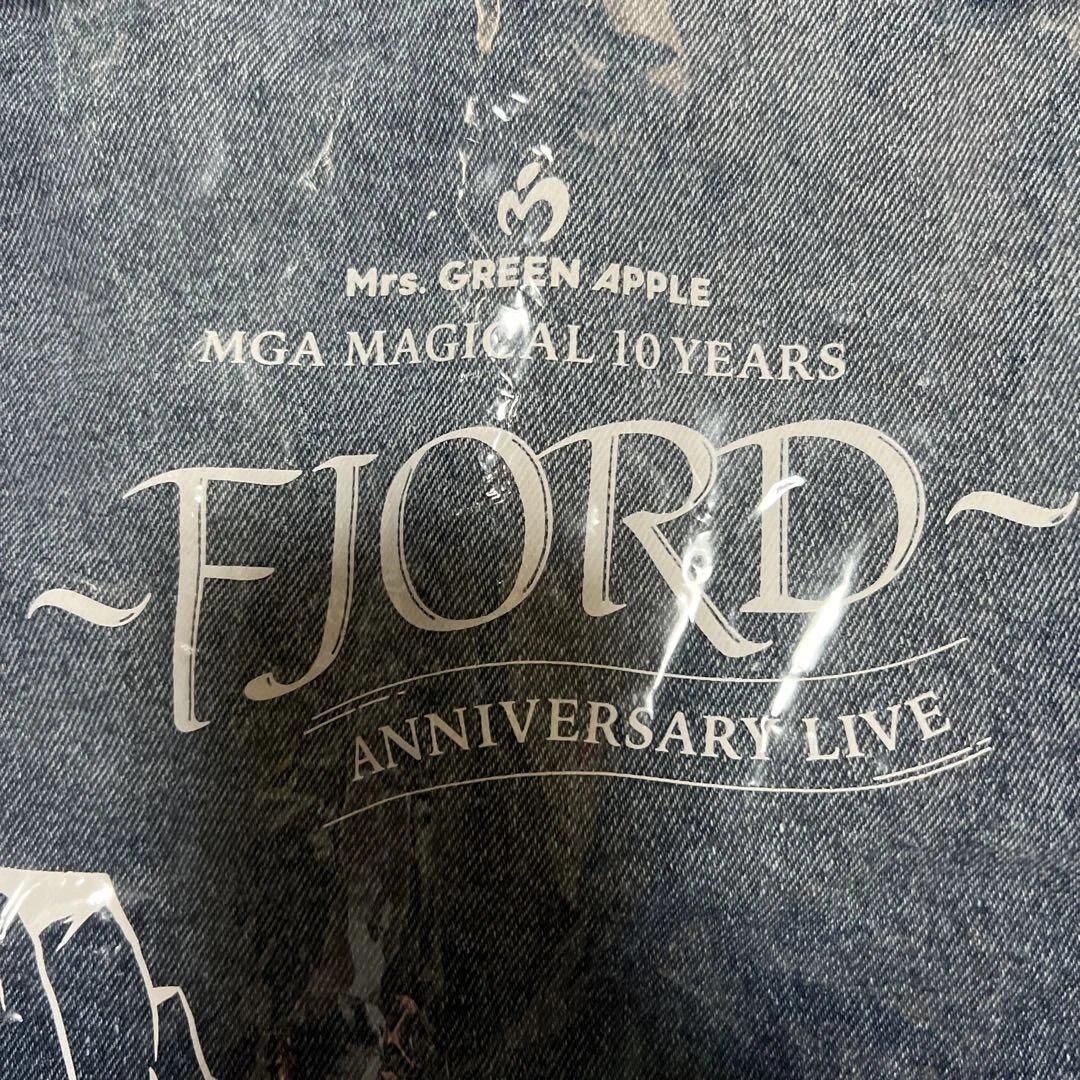 Mrs. GREEN APPLE
MGA MAGICAL 10 YEARS
~FJORD~
ANNIVERSARY LIVE